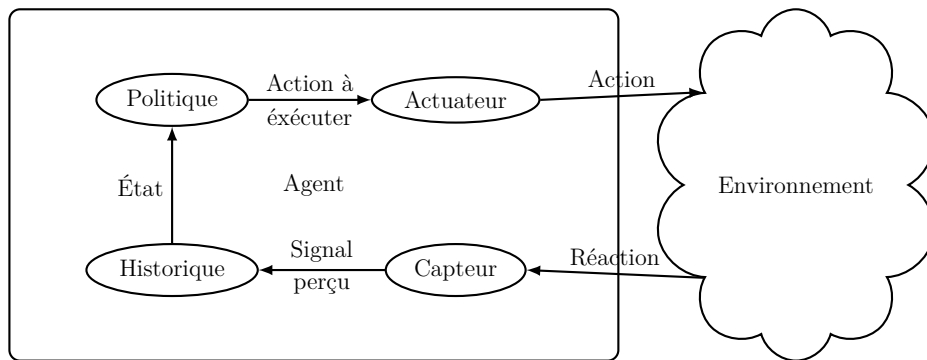 Politique
Action à
éxécuter
Actuateur
Action
État
Agent
Environnement
Historique
Signal
perçu
Capteur
Réaction